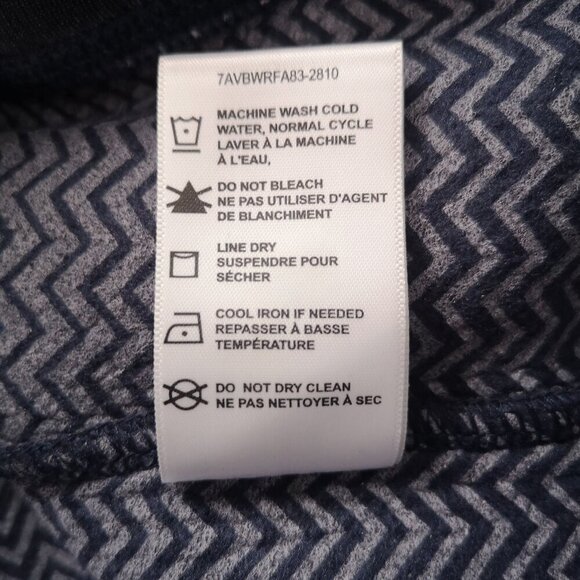 7AVBWRFA83-2810
MACHINE WASH COLD
WATER, NORMAL CYCLE
LAVER À LA MACHINE
À L'EAU,
DO NOT BLEACH
NE PAS UTILISER D'AGENT
DE BLANCHIMENT
LINE DRY
SUSPENDRE POUR
SÉCHER
COOL IRON IF NEEDED
REPASSER À BASSE
TEMPÉRATURE
DO NOT DRY CLEAN
NE PAS NETTOYER À SEC